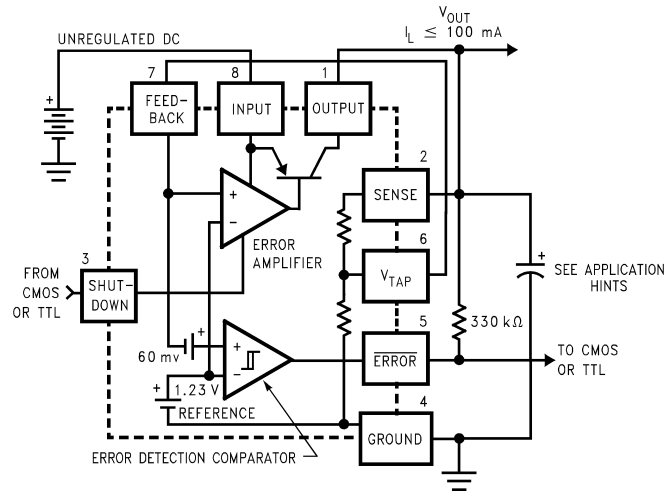 V_OUT
I_L ≤ 100 mA
UNREGULATED DC
7
8
1
FEED-
BACK
INPUT
OUTPUT
+
2
SENSE
+
−
ERROR
AMPLIFIER
6
V_TAP
+
SEE APPLICATION
HINTS
3
FROM
CMOS
OR TTL
SHUT-
DOWN
5
330 kΩ
+
+
−
60 mv
ERROR
TO CMOS
OR TTL
+
1.23 V
REFERENCE
4
GROUND
ERROR DETECTION COMPARATOR